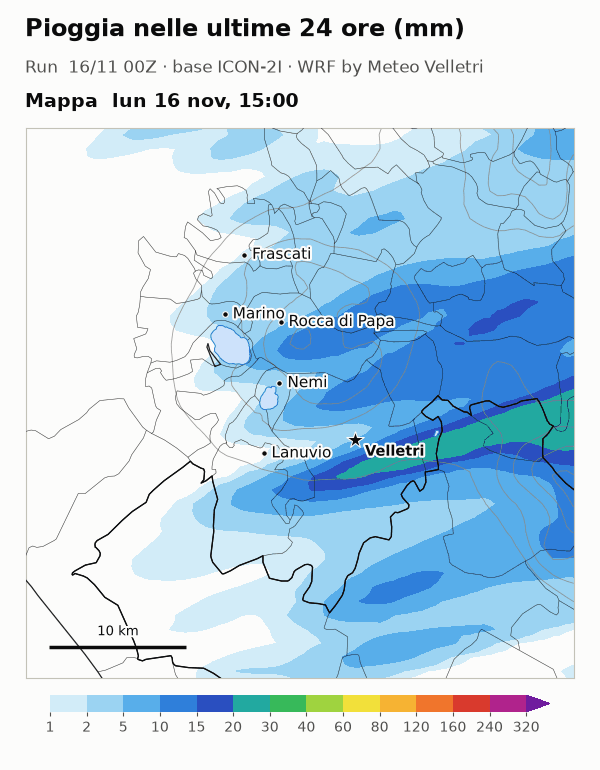 Pioggia nelle ultime 24 ore (mm)
Run  16/11 00Z · base ICON-2I · WRF by Meteo Velletri
Mappa  lun 16 nov, 15:00
Frascati
Marino
Rocca di Papa
Nemi
Velletri
Lanuvio
10 km
1 2 5 10 15 20 30 40 60 80 120 160 240 320